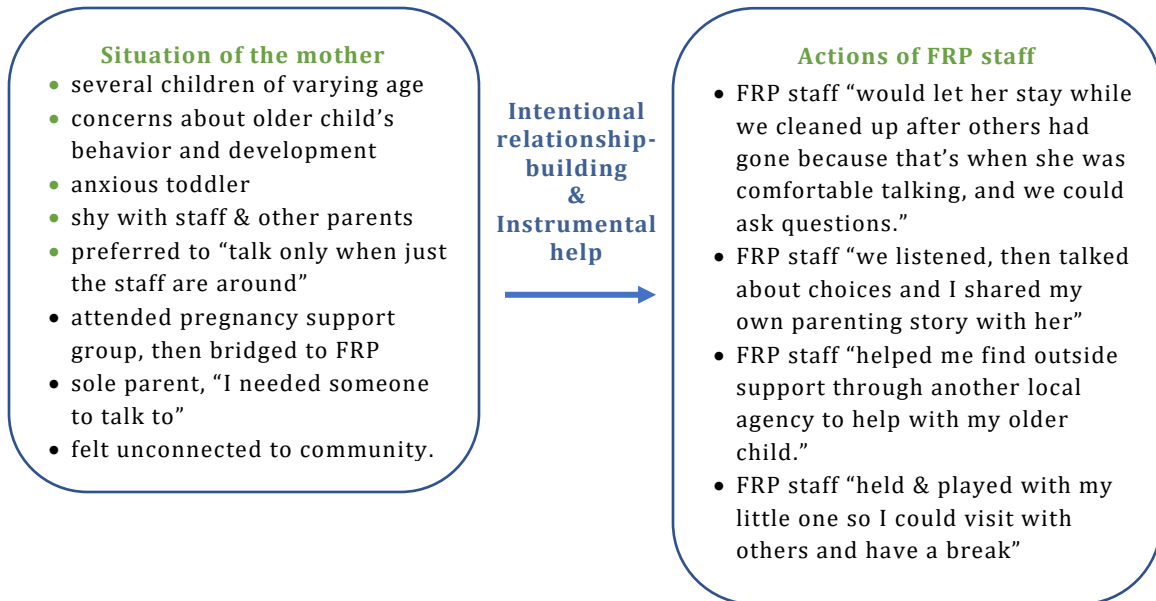 Situation of the mother
• several children of varying age
• concerns about older child’s
behavior and development
• anxious toddler
• shy with staff & other parents
• preferred to “talk only when just
the staff are around”
• attended pregnancy support
group, then bridged to FRP
• sole parent, “I needed someone
to talk to”
• felt unconnected to community.
Intentional
relationship-
building
&
Instrumental
help
Actions of FRP staff
• FRP staff “would let her stay while
we cleaned up after others had
gone because that’s when she was
comfortable talking, and we could
ask questions.”
• FRP staff “we listened, then talked
about choices and I shared my
own parenting story with her”
• FRP staff “helped me find outside
support through another local
agency to help with my older
child.”
• FRP staff “held & played with my
little one so I could visit with
others and have a break”